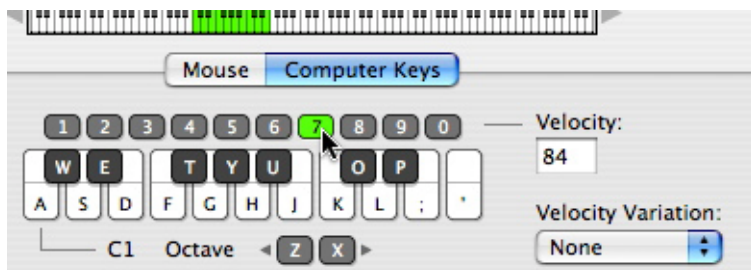 Mouse Computer Keys
1 2 3 4 5 6 7 8 9 0 Velocity:
W E T Y U O P 84
A S D F G H J K L ; '
Velocity Variation:
C1 Octave Z X None